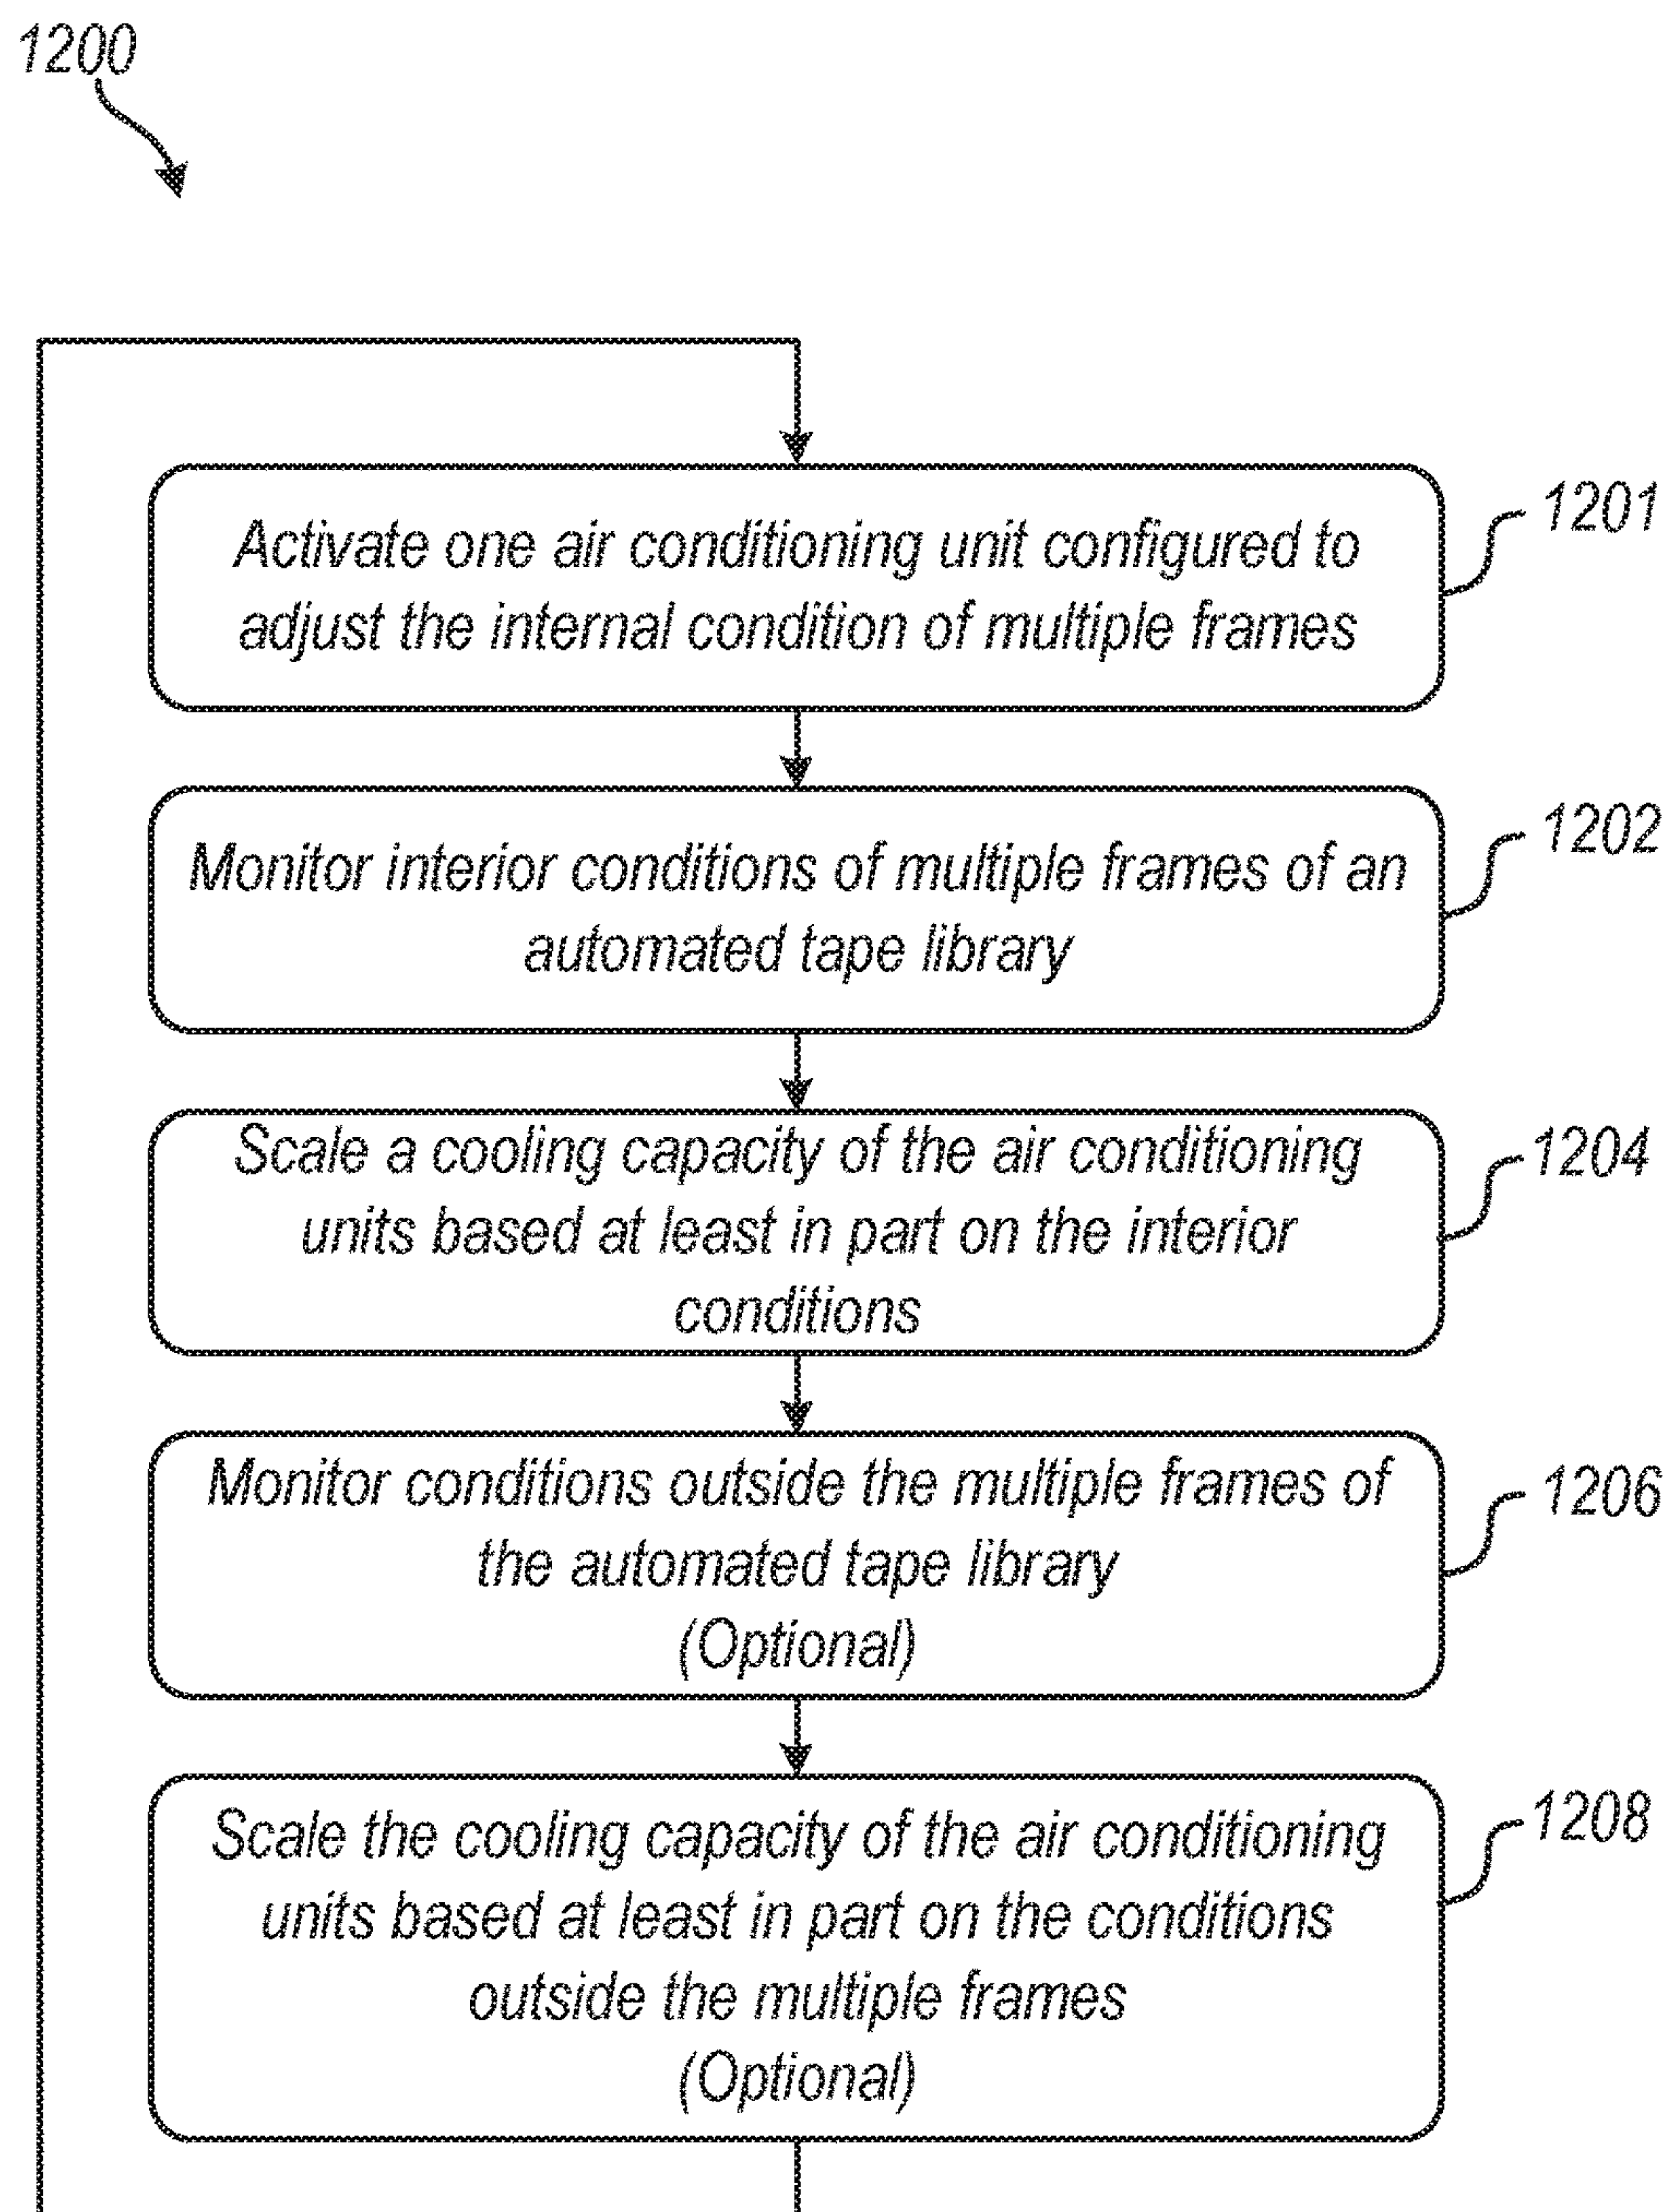 1200
Activate one air conditioning unit configured to
adjust the internal condition of multiple frames
1201
Monitor interior conditions of multiple frames of an
automated tape library
1202
Scale a cooling capacity of the air conditioning
units based at least in part on the interior
conditions
1204
Monitor conditions outside the multiple frames of
the automated tape library
(Optional)
1206
Scale the cooling capacity of the air conditioning
units based at least in part on the conditions
outside the multiple frames
(Optional)
1208